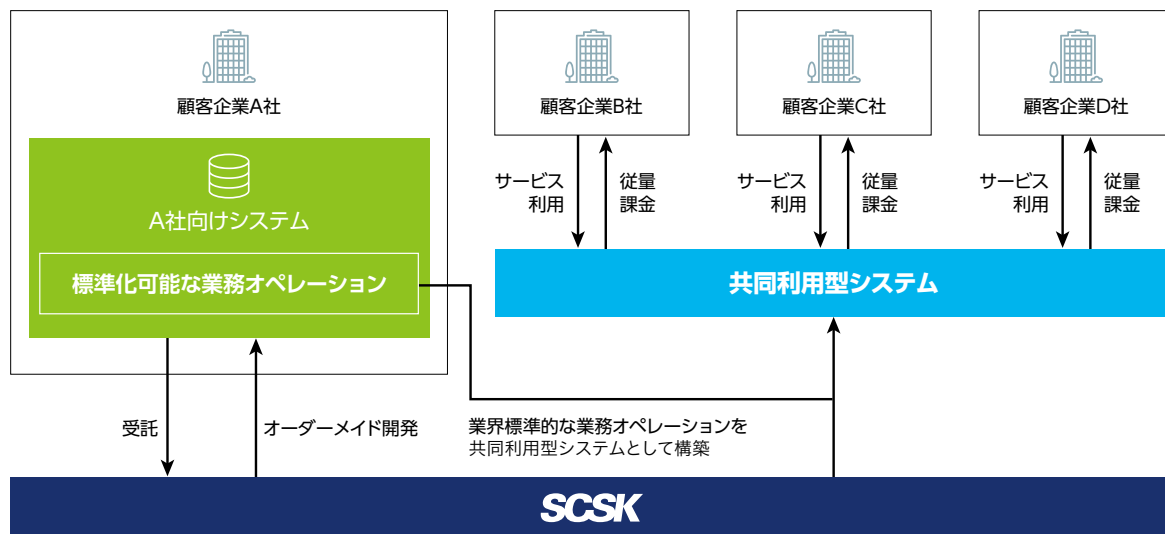 顧客企業A社
A社向けシステム
標準化可能な業務オペレーション
受託
オーダーメイド開発
顧客企業B社
サービス
利用
従量
課金
顧客企業C社
サービス
利用
従量
課金
顧客企業D社
サービス
利用
従量
課金
共同利用型システム
業界標準的な業務オペレーションを
共同利用型システムとして構築
SCSK